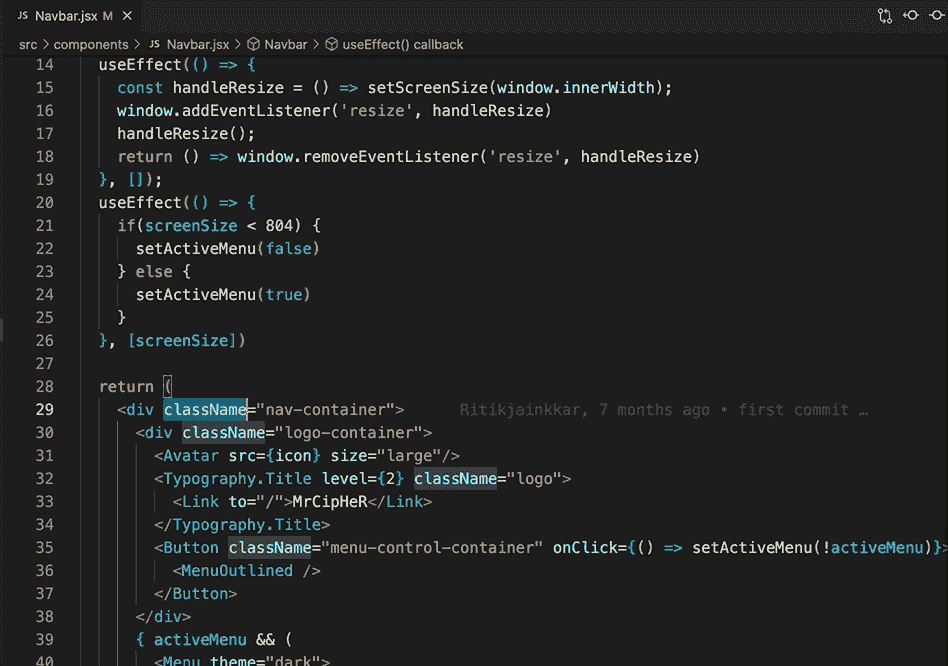 JS Navbar.jsx M ×
src > components > JS Navbar.jsx > Navbar > useEffect() callback
14 useEffect(() => {
15 const handleResize = () => setScreenSize(window.innerWidth);
16 window.addEventListener('resize', handleResize)
17 handleResize();
18 return () => window.removeEventListener('resize', handleResize)
19 }, []);
20 useEffect(() => {
21 if(screenSize < 804) {
22 setActiveMenu(false)
23 } else {
24 setActiveMenu(true)
25 }
26 }, [screenSize])
27
28 return (
29 <div className="nav-container"> Ritikjainkkar, 7 months ago • first commit …
30 <div className="logo-container">
31 <Avatar src={icon} size="large"/>
32 <Typography.Title level={2} className="logo">
33 <Link to="/">MrCipHeR</Link>
34 </Typography.Title>
35 <Button className="menu-control-container" onClick={() => setActiveMenu(!activeMenu)}>
36 <MenuOutlined />
37 </Button>
38 </div>
39 { activeMenu && (
40 <Menu theme="dark">